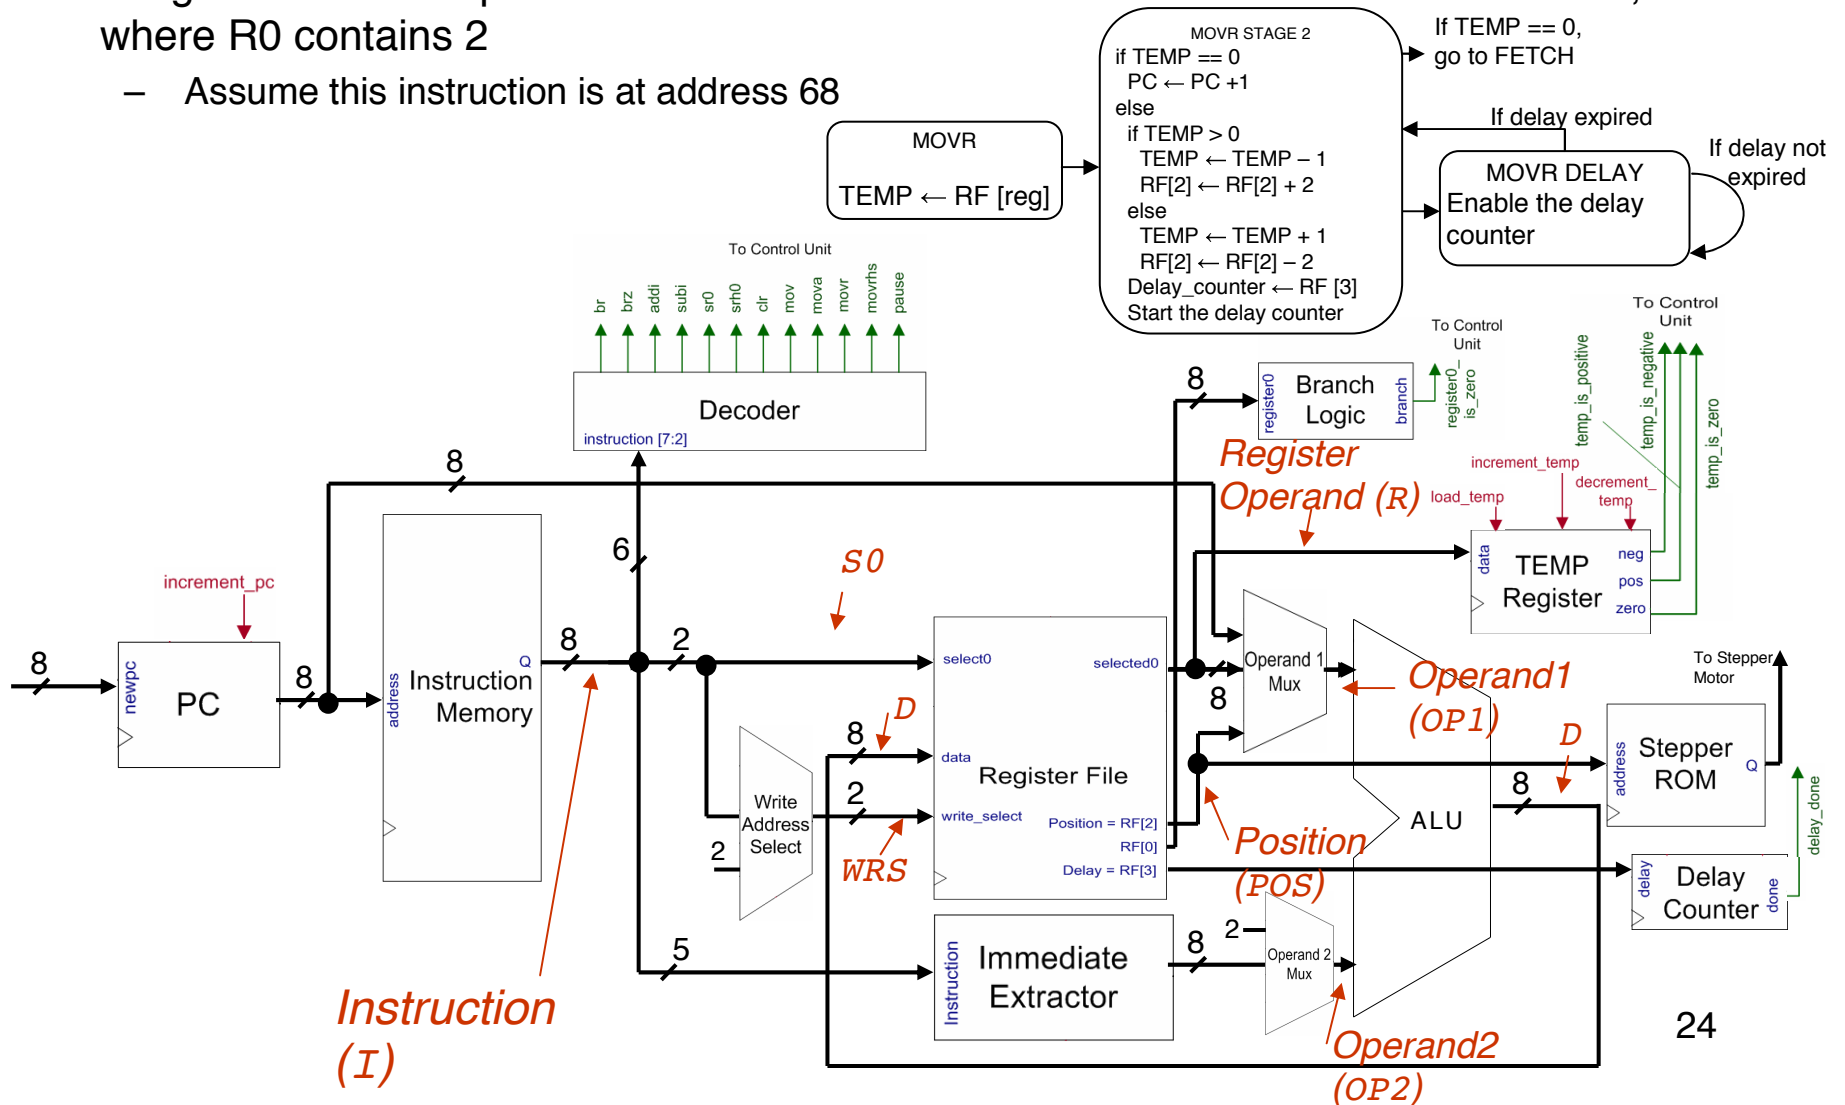 where R0 contains 2
– Assume this instruction is at address 68
MOVR
TEMP ← RF [reg]
MOVR STAGE 2
if TEMP == 0
PC ← PC +1
else
if TEMP > 0
TEMP ← TEMP – 1
RF[2] ← RF[2] + 2
else
TEMP ← TEMP + 1
RF[2] ← RF[2] – 2
Delay_counter ← RF [3]
Start the delay counter
If TEMP == 0,
go to FETCH
If delay expired
If delay not
expired
MOVR DELAY
Enable the delay
counter
To Control Unit
br
brz
addi
subi
sr0
srh0
clr
mov
mova
movr
movrhs
pause
Decoder
instruction [7:2]
8
6
To Control
Unit
8
register0
Branch
Logic
branch
register0_
is_zero
To Control
Unit
temp_is_positive
temp_is_negative
temp_is_zero
Register
Operand (R)
increment_temp
load_temp
decrement_
temp
data
TEMP
Register
neg
pos
zero
increment_pc
8
newpc
PC
8
address
Instruction
Memory
Q
8
2
S0
select0
selected0
8
D
data
Register File
2
write_select
WRS
Position = RF[2]
RF[0]
Delay = RF[3]
Write
Address
Select
2
8
Operand 1
Mux
Operand1
(OP1)
Position
(POS)
ALU
8
D
To Stepper
Motor
address
Stepper
ROM
Q
delay
Delay
Counter
done
delay_done
5
Instruction
Immediate
Extractor
8
2
Operand 2
Mux
Operand2
(OP2)
Instruction
(I)
24